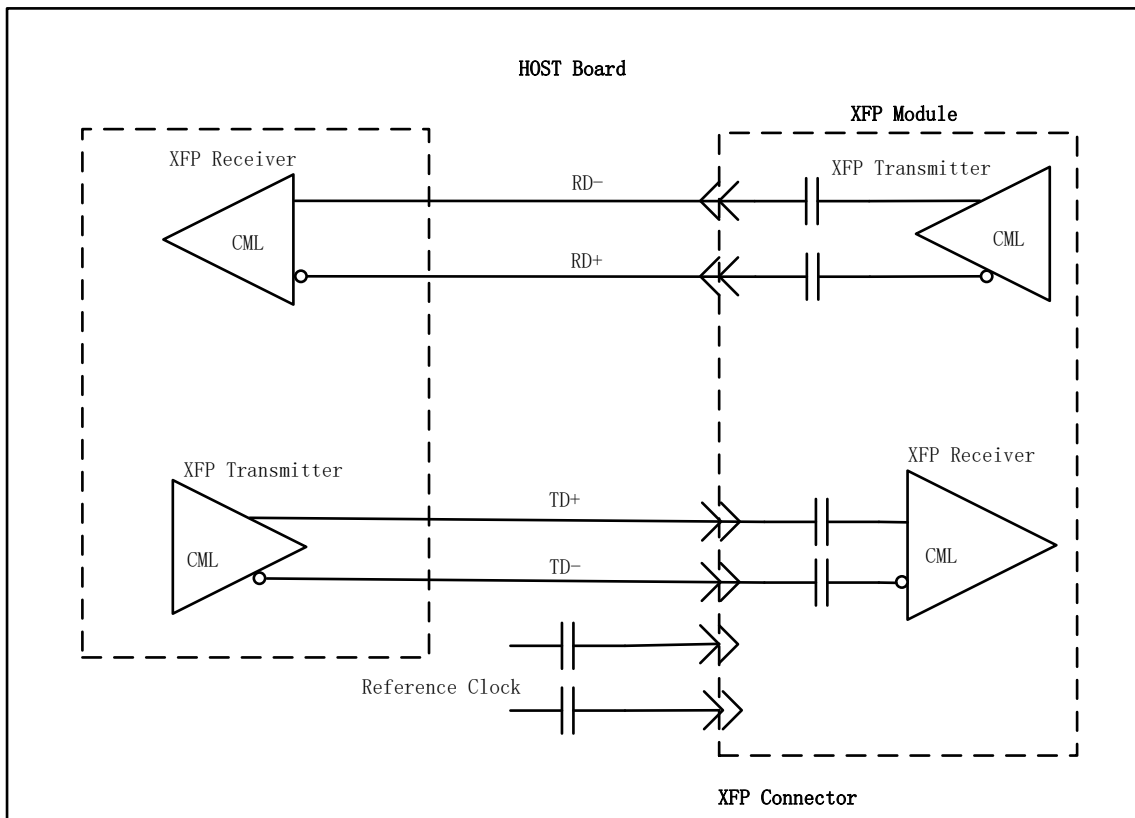 HOST Board
XFP Module
XFP Receiver
XFP Transmitter
RD-
CML
CML
RD+
XFP Receiver
XFP Transmitter
TD+
CML
CML
TD-
Reference Clock
XFP Connector